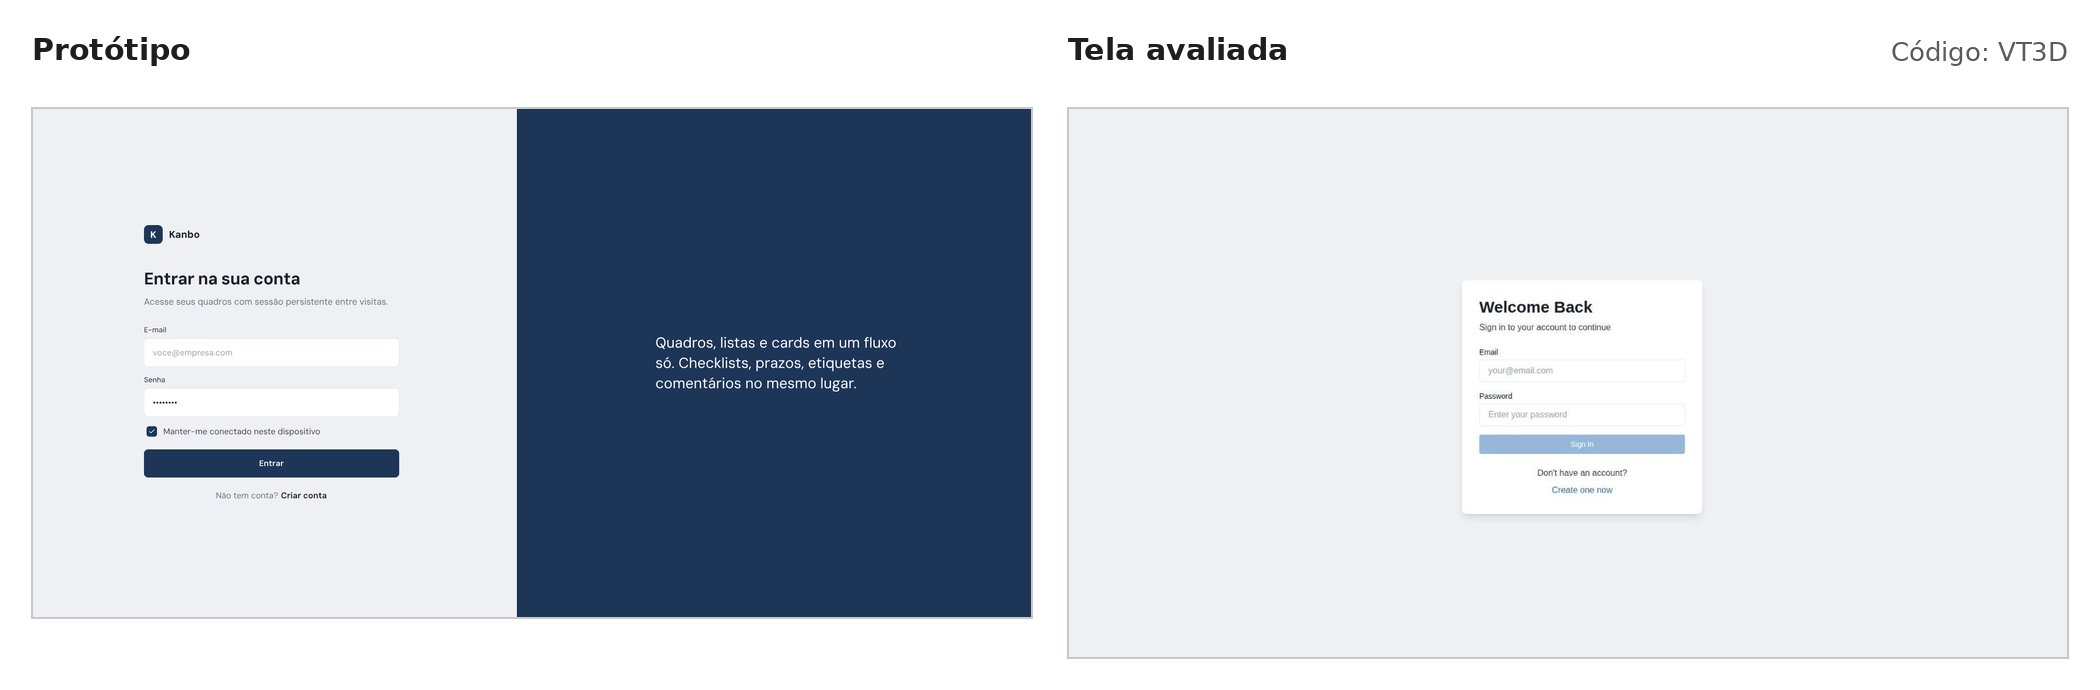 Protótipo
K Kanbo
Entrar na sua conta
Acesse seus quadros com sessão persistente entre visitas.
E-mail
voce@empresa.com
Senha
••••••••
Manter-me conectado neste dispositivo
Entrar
Não tem conta? Criar conta
Quadros, listas e cards em um fluxo
só. Checklists, prazos, etiquetas e
comentários no mesmo lugar.
Tela avaliada
Código: VT3D
Welcome Back
Sign in to your account to continue
Email
your@email.com
Password
Enter your password
Sign In
Don't have an account?
Create one now